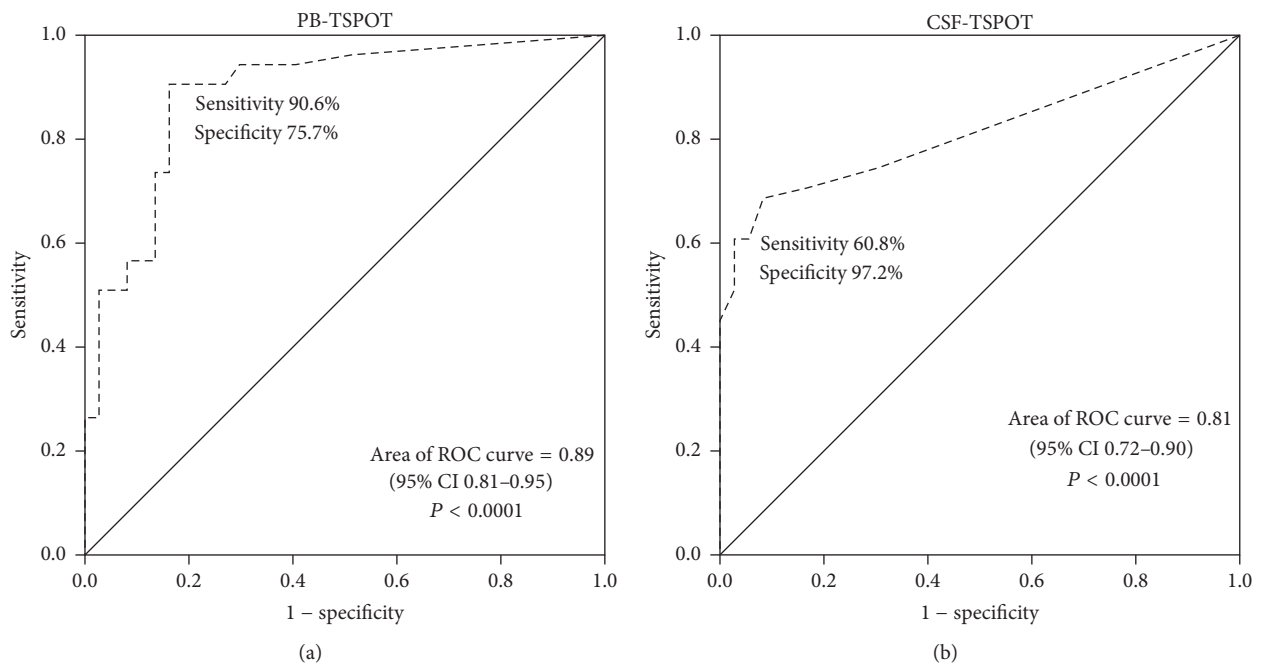 PB-TSPOT
1.0
0.8
0.6
0.4
0.2
0.0
Sensitivity
Sensitivity 90.6%
Specificity 75.7%
Area of ROC curve = 0.89
(95% CI 0.81–0.95)
P < 0.0001
0.0 0.2 0.4 0.6 0.8 1.0
1 − specificity
(a)
CSF-TSPOT
1.0
0.8
0.6
0.4
0.2
0.0
Sensitivity
Sensitivity 60.8%
Specificity 97.2%
Area of ROC curve = 0.81
(95% CI 0.72–0.90)
P < 0.0001
0.0 0.2 0.4 0.6 0.8 1.0
1 − specificity
(b)